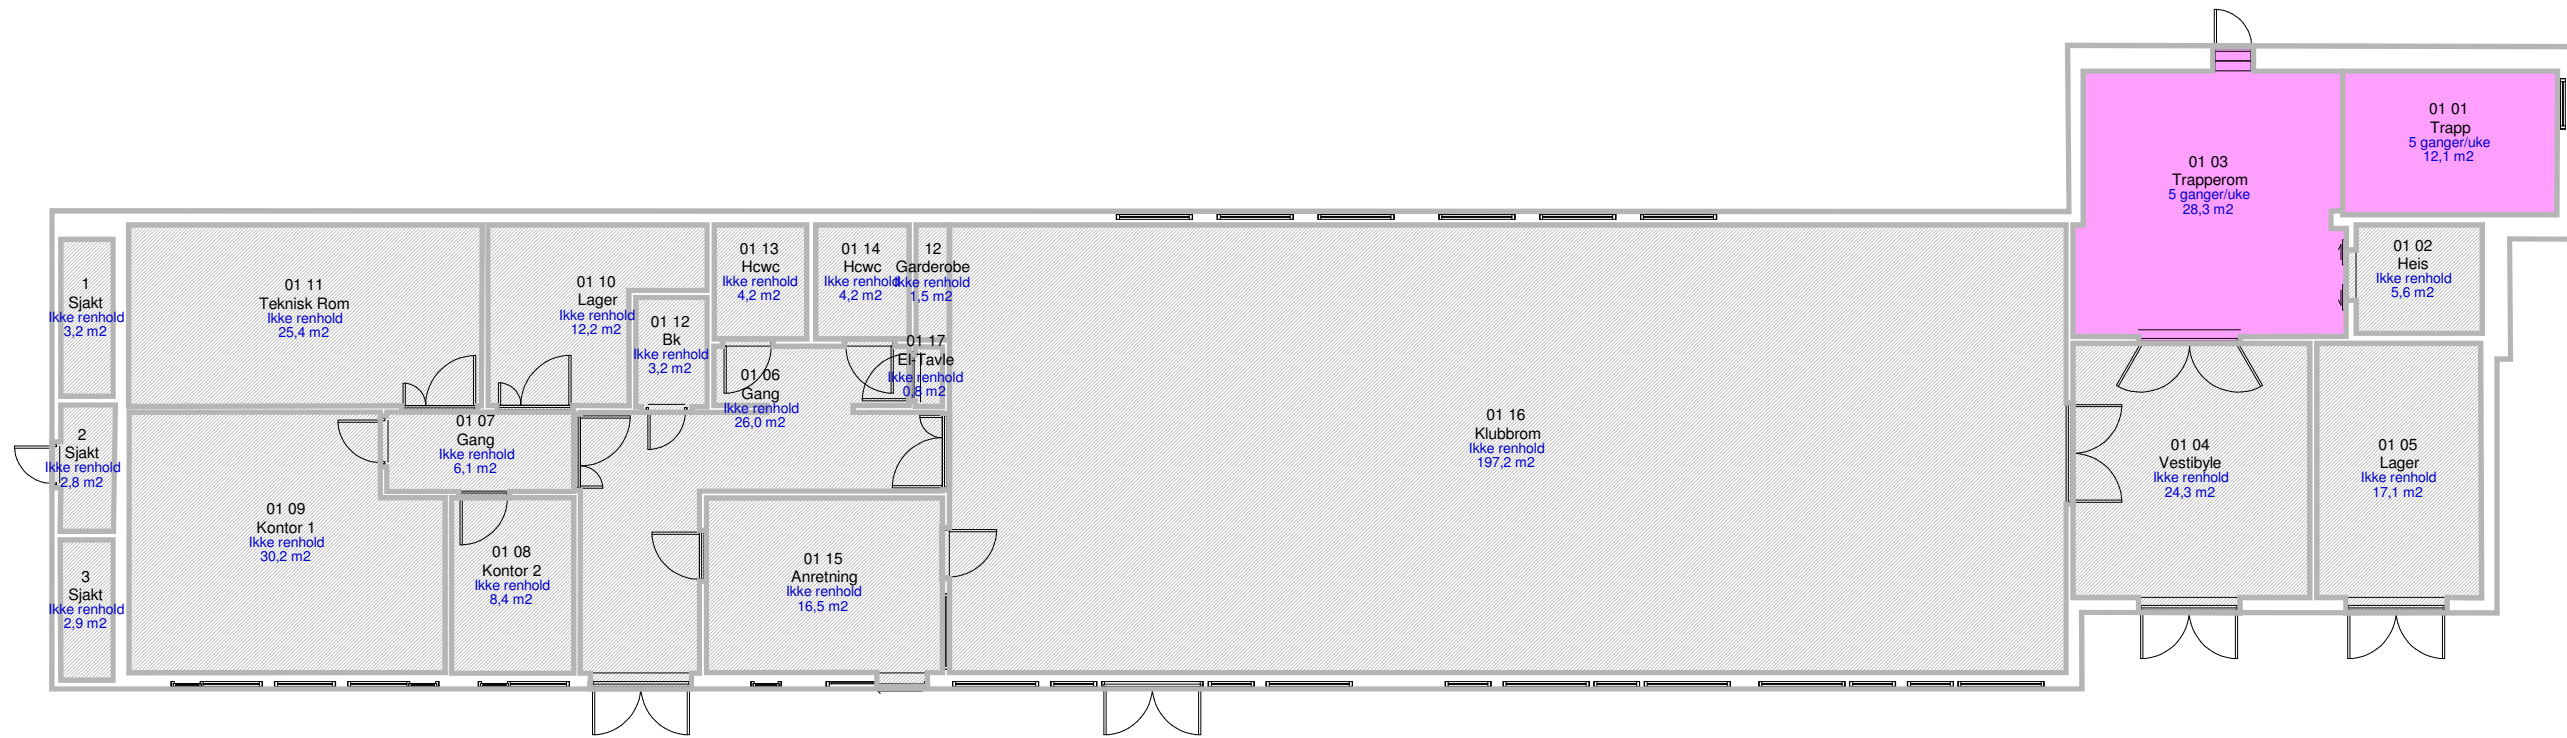 01 01
Trapp
5 ganger/uke
12,1 m2
01 03
Trapperom
5 ganger/uke
28,3 m2
01 02
Heis
Ikke renhold
5,6 m2
1
Sjakt
Ikke renhold
3,2 m2
01 11
Teknisk Rom
Ikke renhold
25,4 m2
01 10
Lager
Ikke renhold
12,2 m2
01 12
Bk
Ikke renhold
3,2 m2
01 13
Hcwc
Ikke renhold
4,2 m2
01 14
Hcwc
Ikke renhold
4,2 m2
12
Garderobe
Ikke renhold
1,5 m2
01 17
El-Tavle
Ikke renhold
0,8 m2
01 06
Gang
Ikke renhold
26,0 m2
01 07
Gang
Ikke renhold
6,1 m2
2
Sjakt
Ikke renhold
2,8 m2
01 16
Klubbrom
Ikke renhold
197,2 m2
01 04
Vestibyle
Ikke renhold
24,3 m2
01 05
Lager
Ikke renhold
17,1 m2
01 09
Kontor 1
Ikke renhold
30,2 m2
01 08
Kontor 2
Ikke renhold
8,4 m2
01 15
Anretning
Ikke renhold
16,5 m2
3
Sjakt
Ikke renhold
2,9 m2